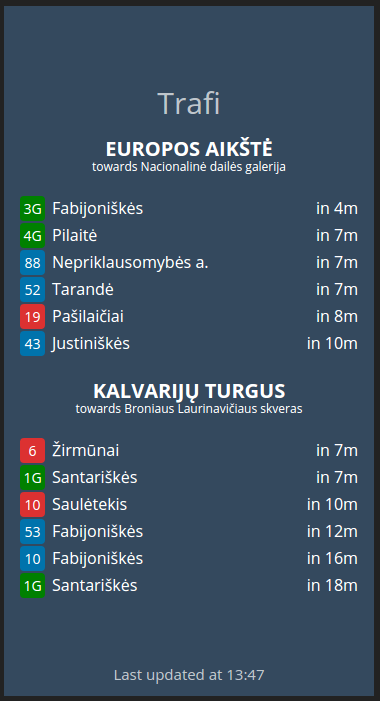 Trafi
EUROPOS AIKŠTĖ
towards Nacionalinė dailės galerija
3G Fabijoniškės in 4m
4G Pilaitė in 7m
88 Nepriklausomybės a. in 7m
52 Tarandė in 7m
19 Pašilaičiai in 8m
43 Justiniškės in 10m
KALVARIJŲ TURGUS
towards Broniaus Laurinavičiaus skveras
6 Žirmūnai in 7m
1G Santariškės in 7m
10 Saulėtekis in 10m
53 Fabijoniškės in 12m
10 Fabijoniškės in 16m
1G Santariškės in 18m
Last updated at 13:47